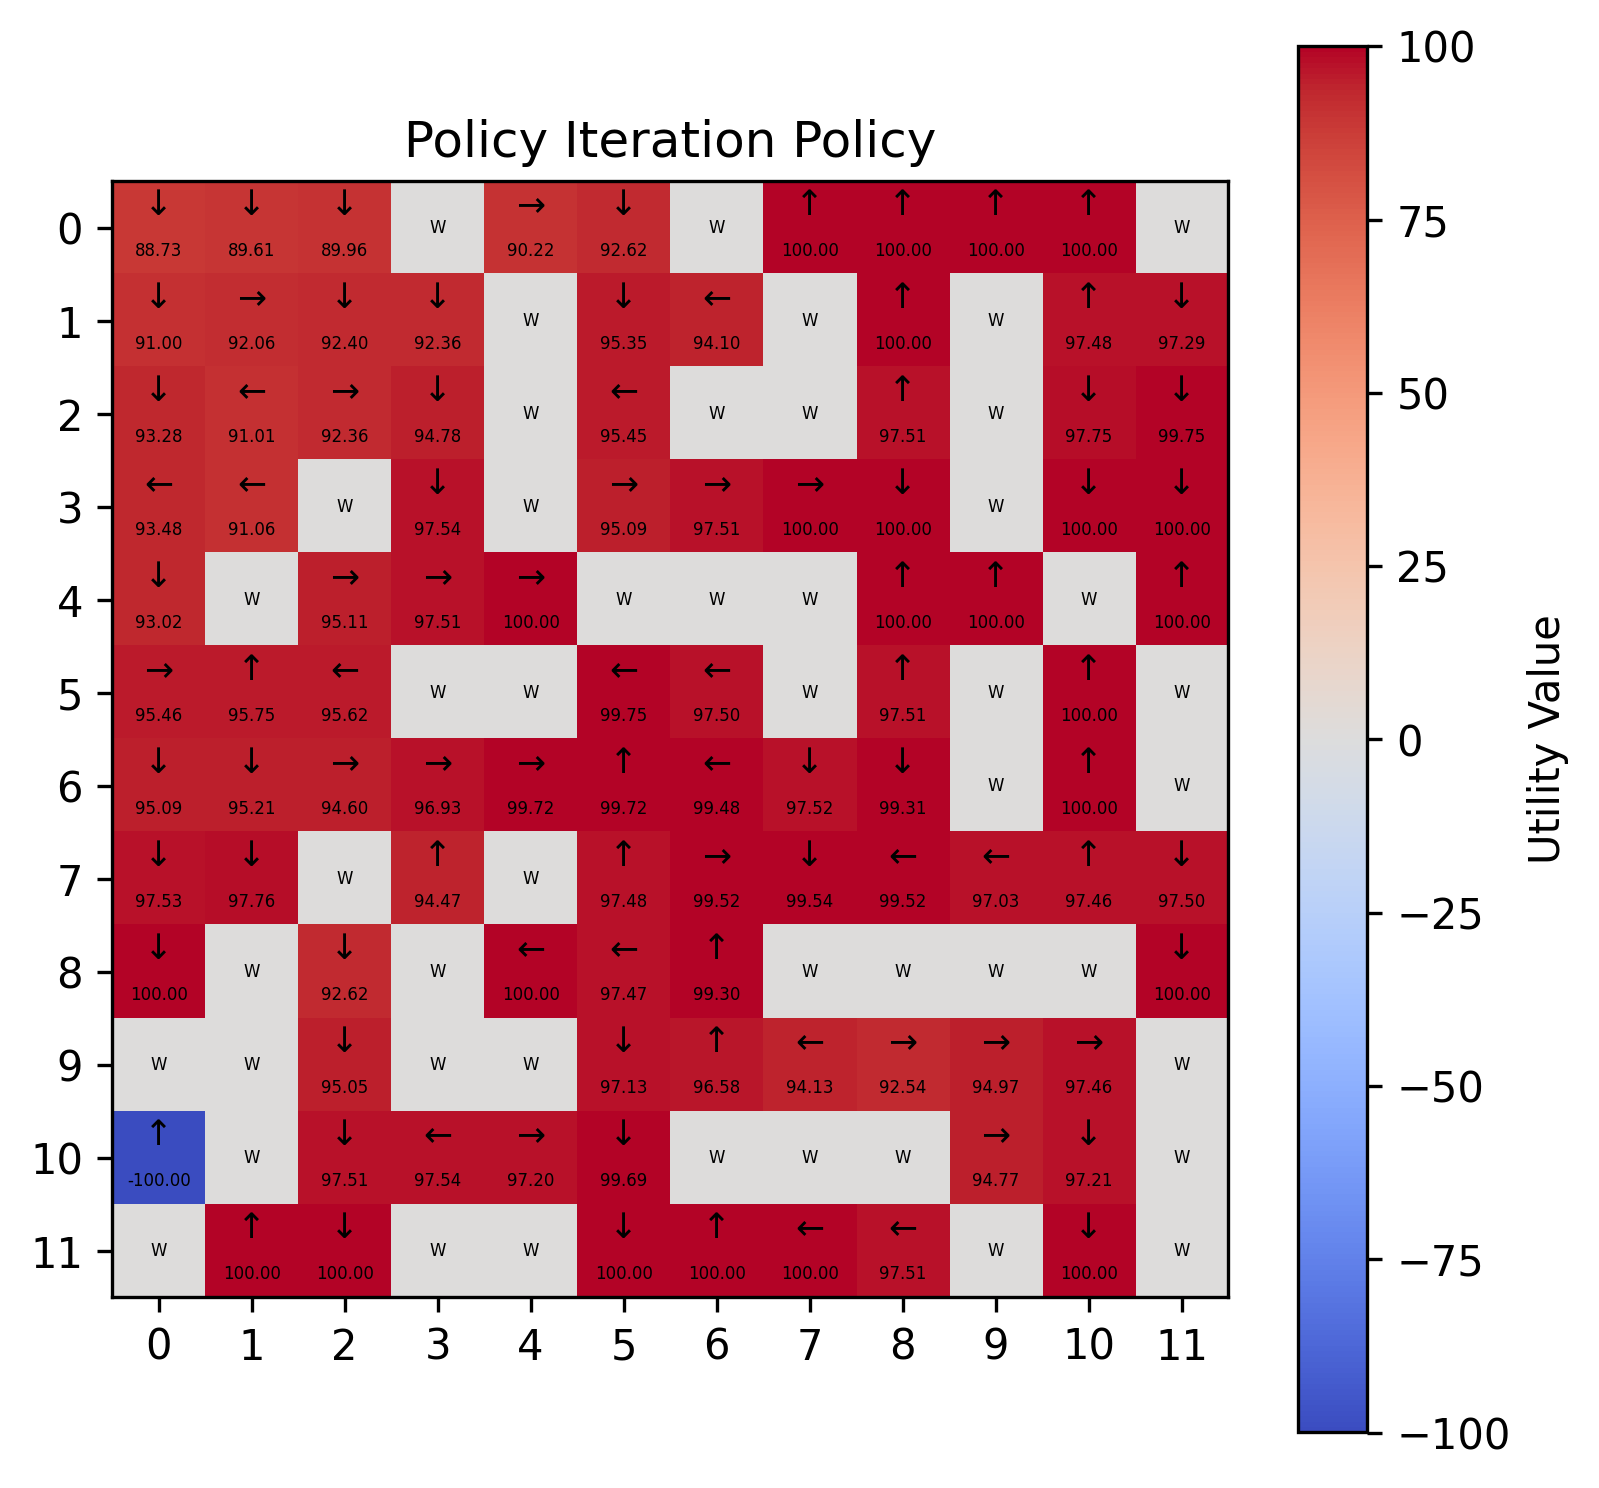 Policy Iteration Policy
0 ↓ ↓ ↓ W → ↓ W ↑ ↑ ↑ ↑ W
88.73 89.61 89.96 90.22 92.62 100.00 100.00 100.00 100.00
1 ↓ → ↓ ↓ W ↓ ← W ↑ W ↑ ↓
91.00 92.06 92.40 92.36 95.35 94.10 100.00 97.48 97.29
2 ↓ ← → ↓ W ← W W ↑ W ↓ ↓
93.28 91.01 92.36 94.78 95.45 97.51 97.75 99.75
3 ← ← W ↓ W → → → ↓ W ↓ ↓
93.48 91.06 97.54 95.09 97.51 100.00 100.00 100.00 100.00
4 ↓ W → → → W W W ↑ ↑ W ↑
93.02 95.11 97.51 100.00 100.00 100.00 100.00
5 → ↑ ← W W ← ← W ↑ W ↑ W
95.46 95.75 95.62 99.75 97.50 97.51 100.00
6 ↓ ↓ → → → ↑ ← ↓ ↓ W ↑ W
95.09 95.21 94.60 96.93 99.72 99.72 99.48 97.52 99.31 100.00
7 ↓ ↓ W ↑ W ↑ → ↓ ← ← ↑ ↓
97.53 97.76 94.47 97.48 99.52 99.54 99.52 97.03 97.46 97.50
8 ↓ W ↓ W ← ← ↑ W W W W ↓
100.00 92.62 100.00 97.47 99.30 100.00
9 W W ↓ W W ↓ ↑ ← → → → W
95.05 97.13 96.58 94.13 92.54 94.97 97.46
10 ↑ W ↓ ← → ↓ W W W → ↓ W
-100.00 97.51 97.54 97.20 99.69 94.77 97.21
11 W ↑ ↓ W W ↓ ↑ ← ← W ↓ W
100.00 100.00 100.00 100.00 100.00 97.51 100.00
0 1 2 3 4 5 6 7 8 9 10 11
100
75
50
25
0
−25
−50
−75
−100
Utility Value